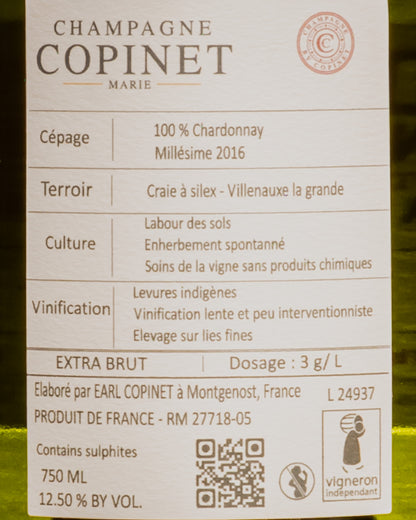 CHAMPAGNE
COPINET
MARIE
CHAMPAGNE
BY COPINET
Cépage
100 % Chardonnay
Millésime 2016
Terroir
Craie à silex - Villenauxe la grande
Culture
Labour des sols
Enherbement spontanné
Soins de la vigne sans produits chimiques
Vinification
Levures indigènes
Vinification lente et peu interventionniste
Elevage sur lies fines
EXTRA BRUT
Dosage : 3 g/ L
Elaboré par EARL COPINET à Montgenost, France
L 24937
PRODUIT DE FRANCE - RM 27718-05
Contains sulphites
750 ML
12.50 % BY VOL.
vigneron
indépendant